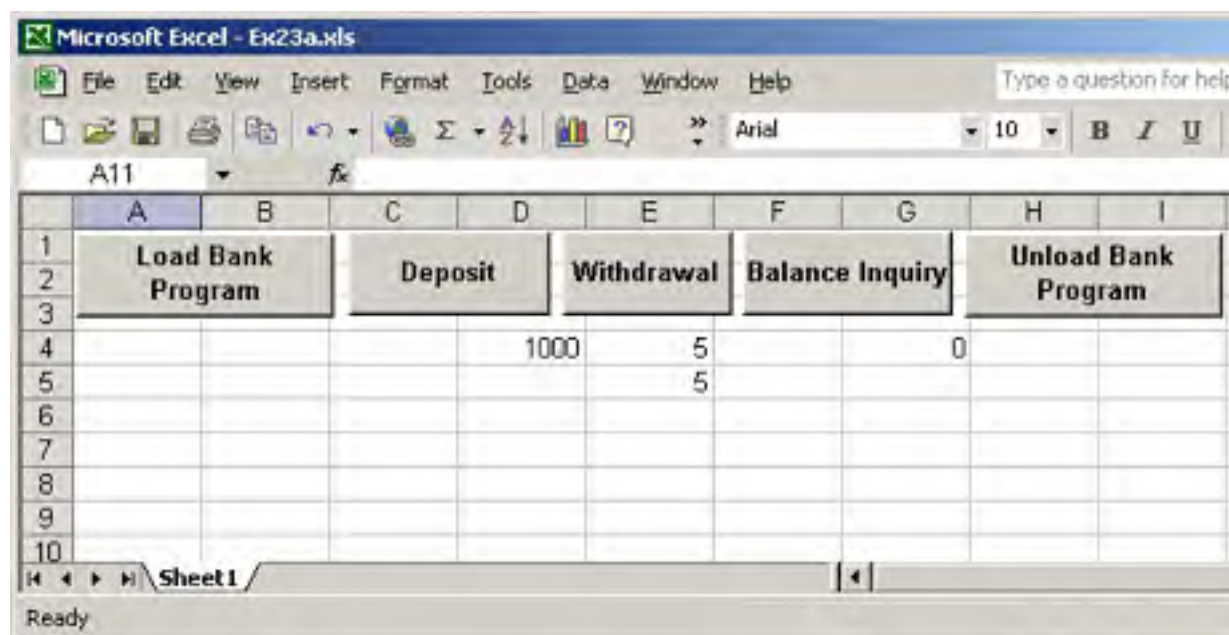 Microsoft Excel - Ex23a.xls
File Edit View Insert Format Tools Data Window Help Type a question for help
Σ A Z ? » Arial 10 B I U
A11 fx
A B C D E F G H I
1 Load Bank Deposit Withdrawal Balance Inquiry Unload Bank
2 Program Program
3
4 1000 5 0
5 5
6
7
8
9
10
Sheet1
Ready